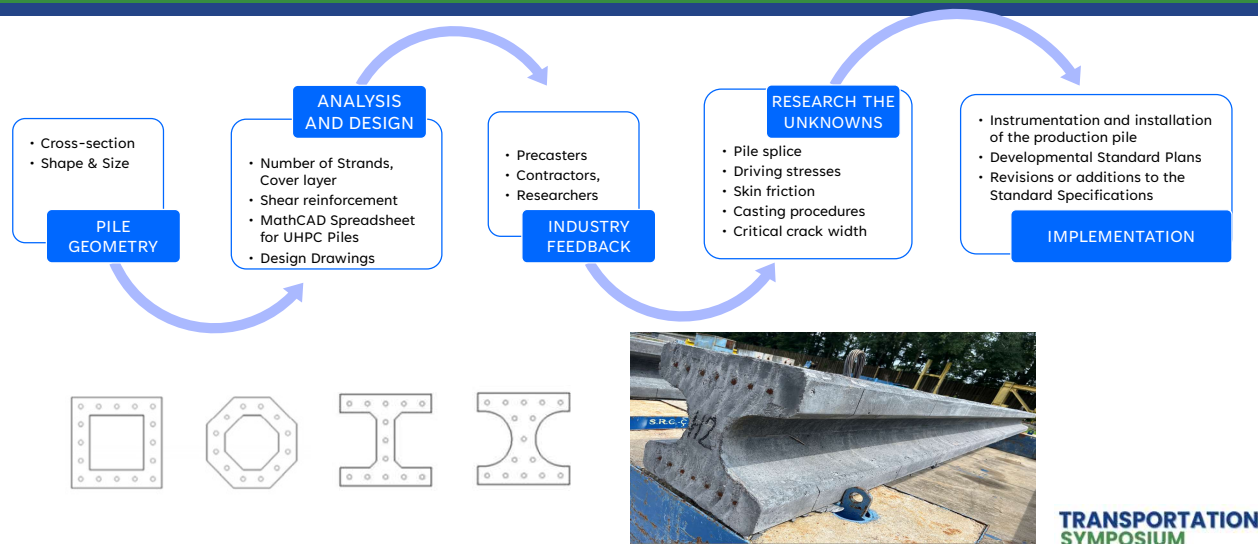 • Cross-section
• Shape & Size
PILE
GEOMETRY
ANALYSIS
AND DESIGN
• Number of Strands,
Cover layer
• Shear reinforcement
• MathCAD Spreadsheet
for UHPC Piles
• Design Drawings
• Precasters
• Contractors,
• Researchers
INDUSTRY
FEEDBACK
RESEARCH THE
UNKNOWNS
• Pile splice
• Driving stresses
• Skin friction
• Casting procedures
• Critical crack width
• Instrumentation and installation
of the production pile
• Developmental Standard Plans
• Revisions or additions to the
Standard Specifications
IMPLEMENTATION
TRANSPORTATION
SYMPOSIUM